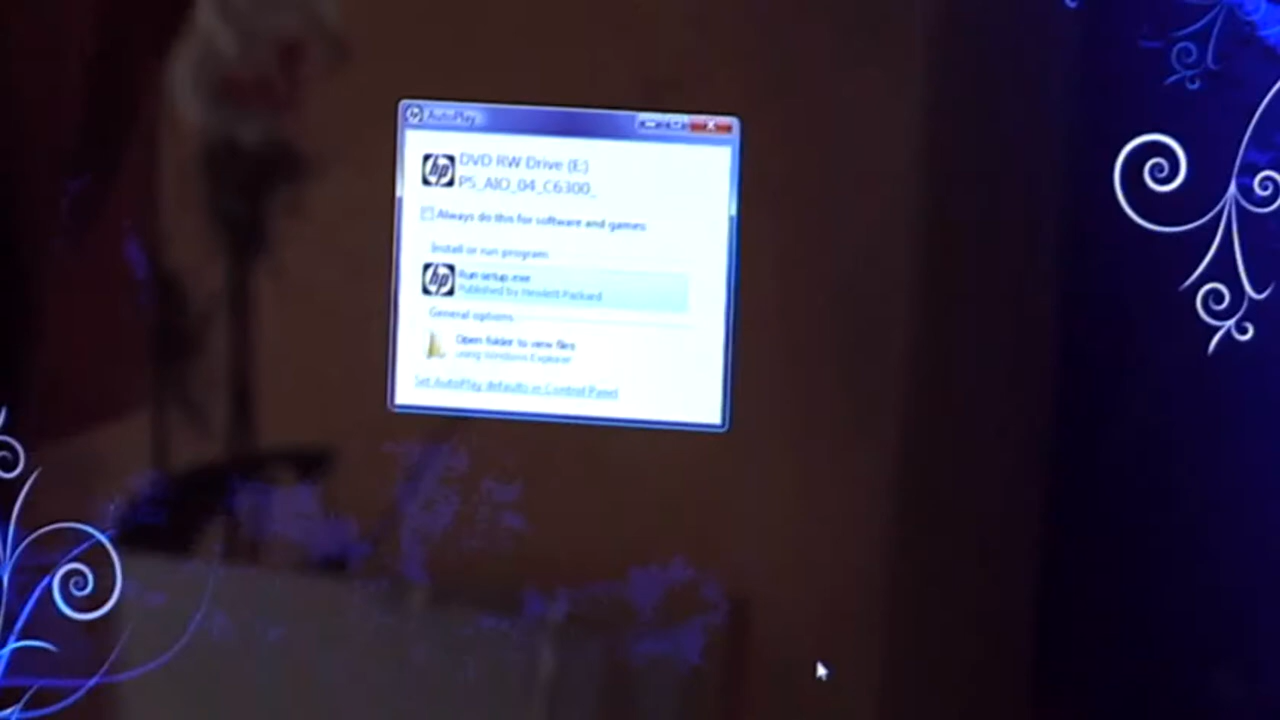 AutoPlay
DVD RW Drive (E:)
PS_AIO_04_C6300_
Always do this for software and games
Install or run program
Run setup.exe
Published by Hewlett-Packard
General options
Open folder to view files
using Windows Explorer
Set AutoPlay defaults in Control Panel